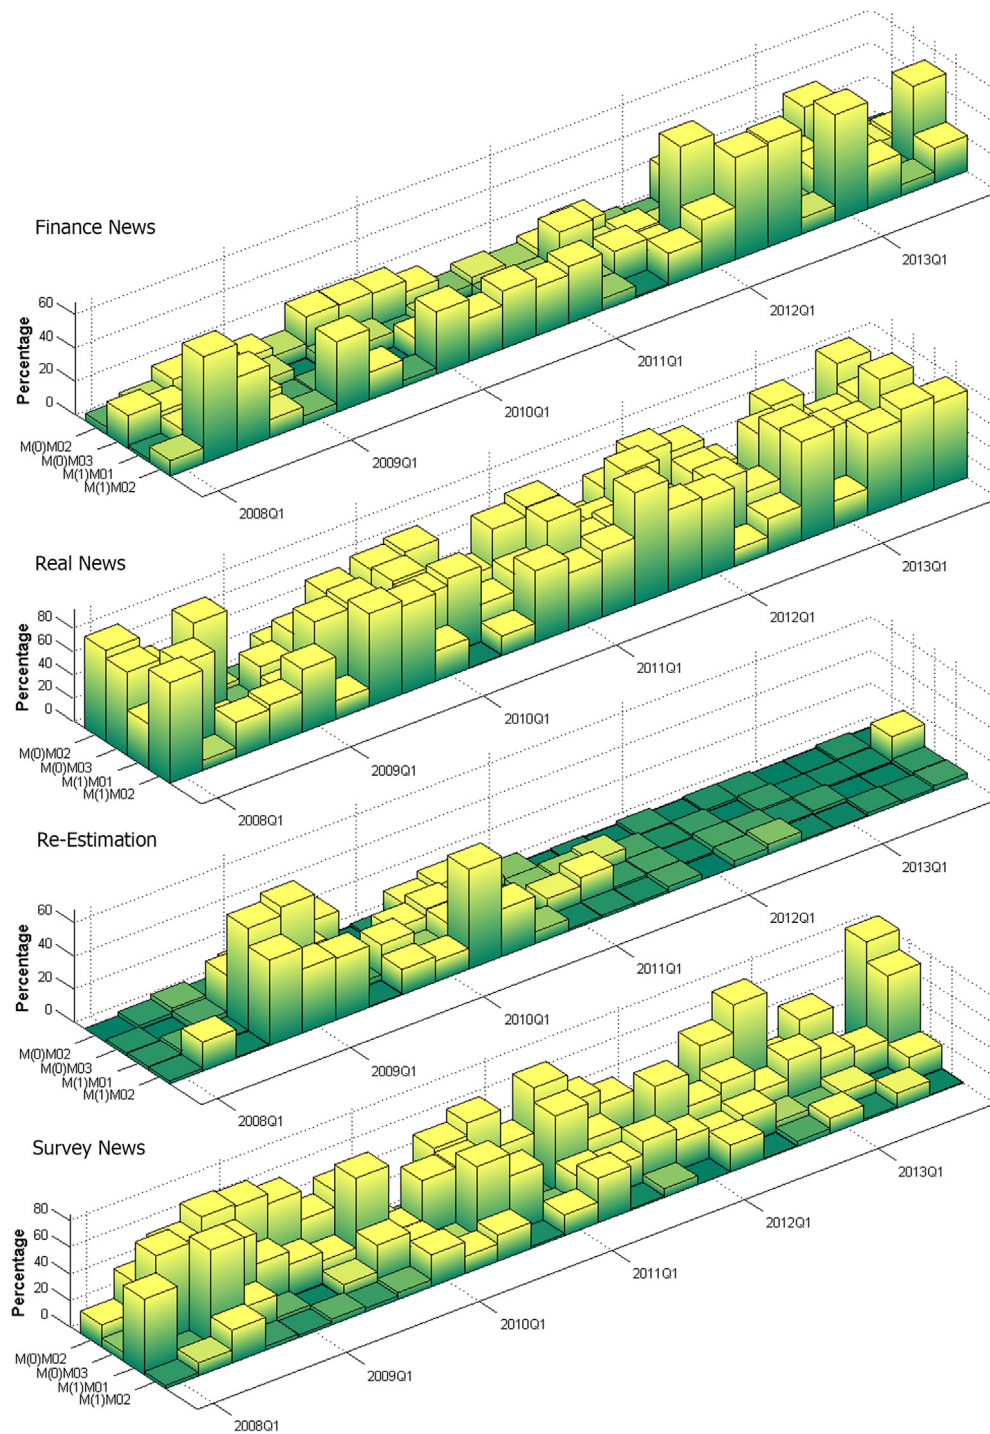 Finance News
Percentage
60
40
20
0
M(0)M02
M(0)M03
M(1)M01
M(1)M02
2008Q1
2009Q1
2010Q1
2011Q1
2012Q1
2013Q1
Real News
Percentage
80
60
40
20
0
M(0)M02
M(0)M03
M(1)M01
M(1)M02
2008Q1
2009Q1
2010Q1
2011Q1
2012Q1
2013Q1
Re-Estimation
Percentage
60
40
20
0
M(0)M02
M(0)M03
M(1)M01
M(1)M02
2008Q1
2009Q1
2010Q1
2011Q1
2012Q1
2013Q1
Survey News
Percentage
80
60
40
20
0
M(0)M02
M(0)M03
M(1)M01
M(1)M02
2008Q1
2009Q1
2010Q1
2011Q1
2012Q1
2013Q1